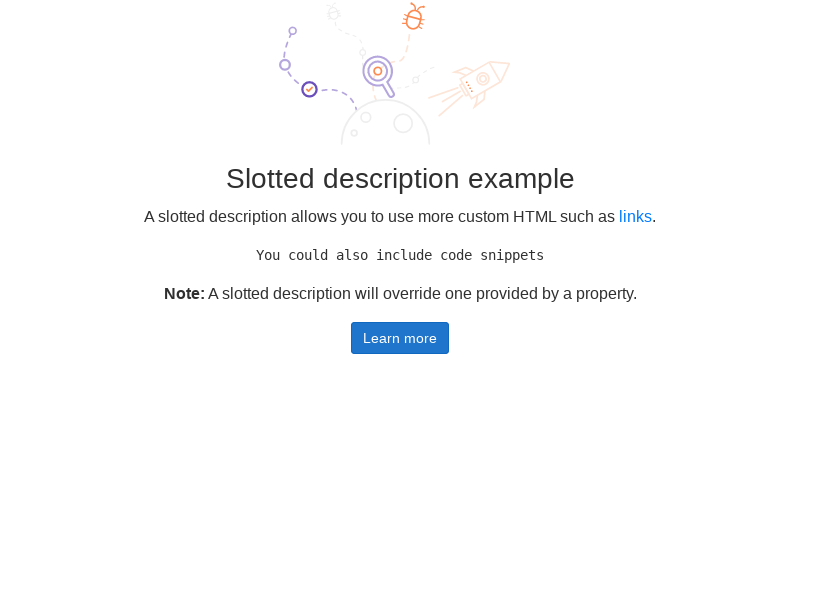 Slotted description example
A slotted description allows you to use more custom HTML such as links.
You could also include code snippets
Note: A slotted description will override one provided by a property.
Learn more